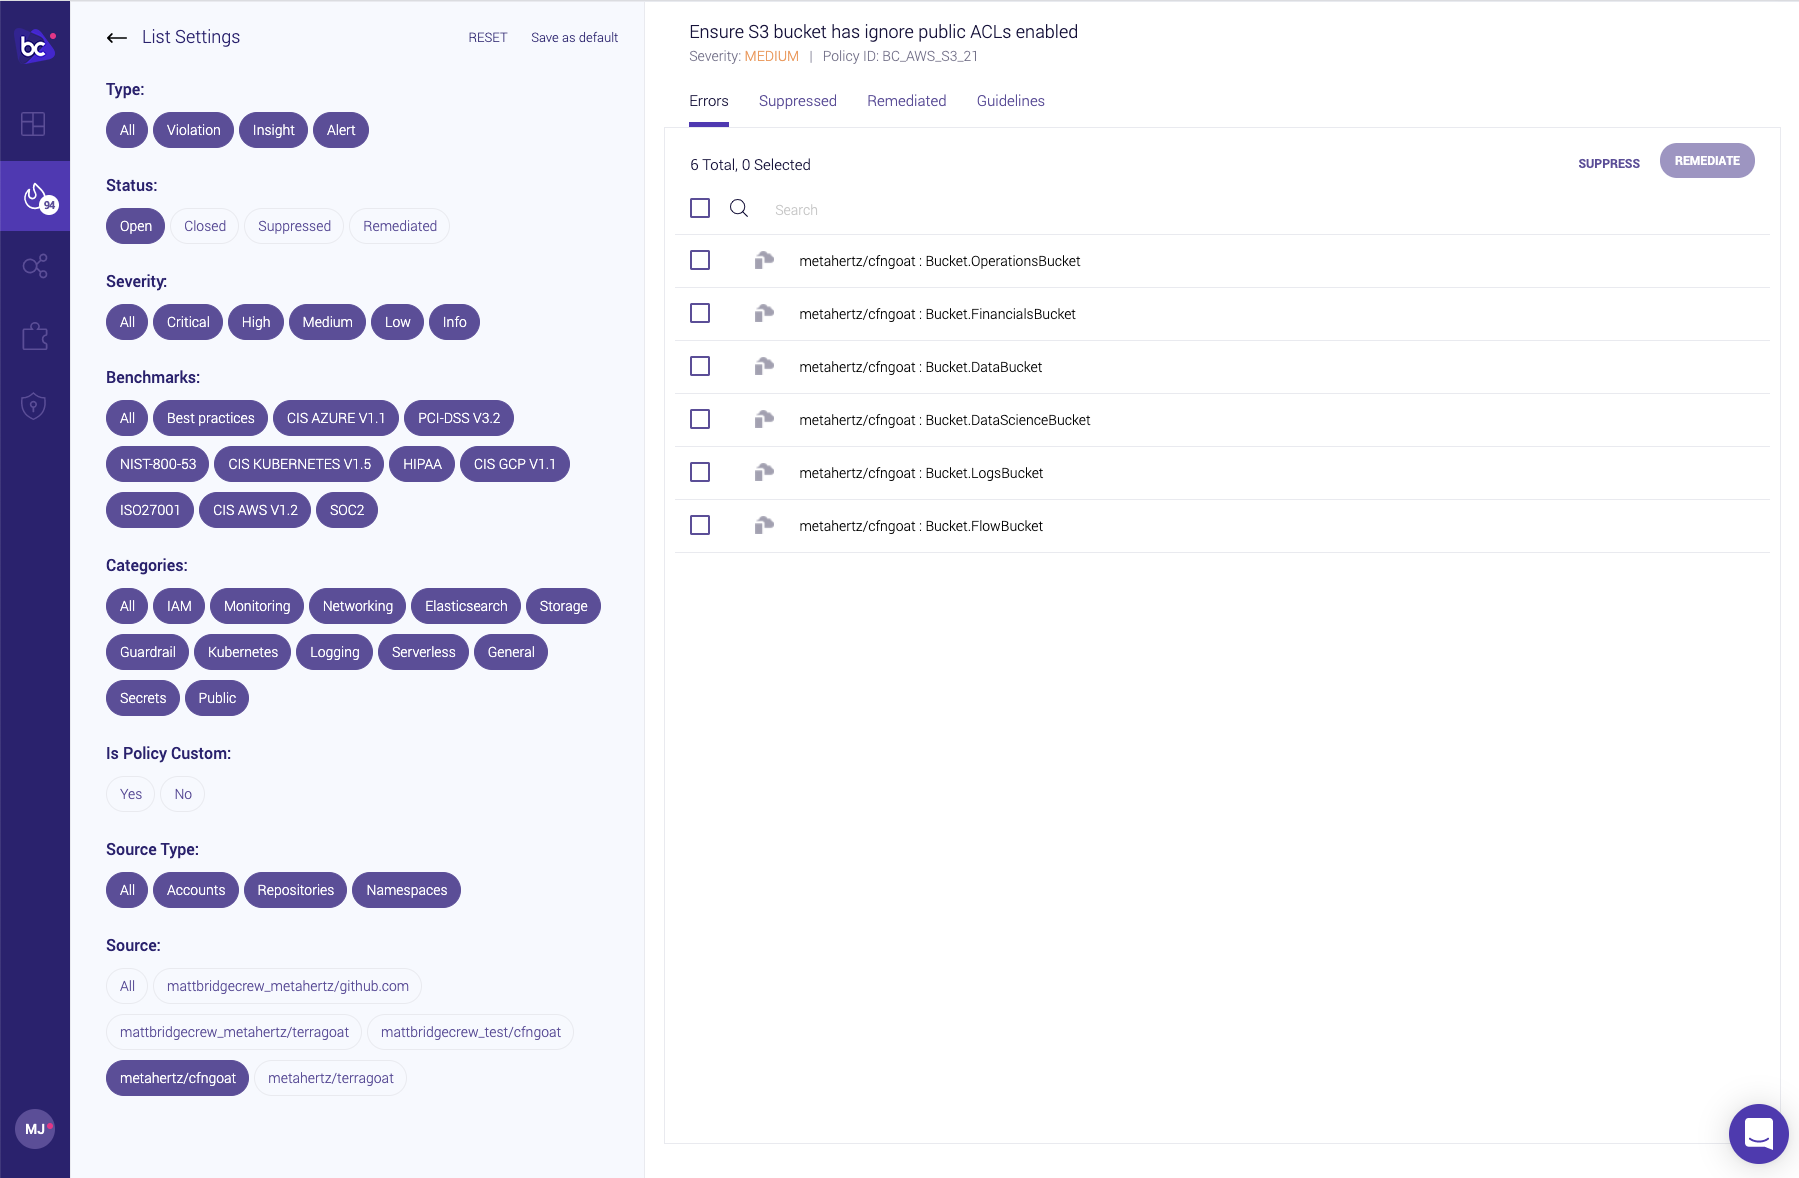 bc
94
MJ
List Settings
RESET
Save as default
Type:
All Violation Insight Alert
Status:
Open Closed Suppressed Remediated
Severity:
All Critical High Medium Low Info
Benchmarks:
All Best practices CIS AZURE V1.1 PCI-DSS V3.2
NIST-800-53 CIS KUBERNETES V1.5 HIPAA CIS GCP V1.1
ISO27001 CIS AWS V1.2 SOC2
Categories:
All IAM Monitoring Networking Elasticsearch Storage
Guardrail Kubernetes Logging Serverless General
Secrets Public
Is Policy Custom:
Yes No
Source Type:
All Accounts Repositories Namespaces
Source:
All mattbridgecrew_metahertz/github.com
mattbridgecrew_metahertz/terragoat mattbridgecrew_test/cfngoat
metahertz/cfngoat metahertz/terragoat
Ensure S3 bucket has ignore public ACLs enabled
Severity: MEDIUM | Policy ID: BC_AWS_S3_21
Errors Suppressed Remediated Guidelines
6 Total, 0 Selected
SUPPRESS
REMEDIATE
Search
metahertz/cfngoat : Bucket.OperationsBucket
metahertz/cfngoat : Bucket.FinancialsBucket
metahertz/cfngoat : Bucket.DataBucket
metahertz/cfngoat : Bucket.DataScienceBucket
metahertz/cfngoat : Bucket.LogsBucket
metahertz/cfngoat : Bucket.FlowBucket